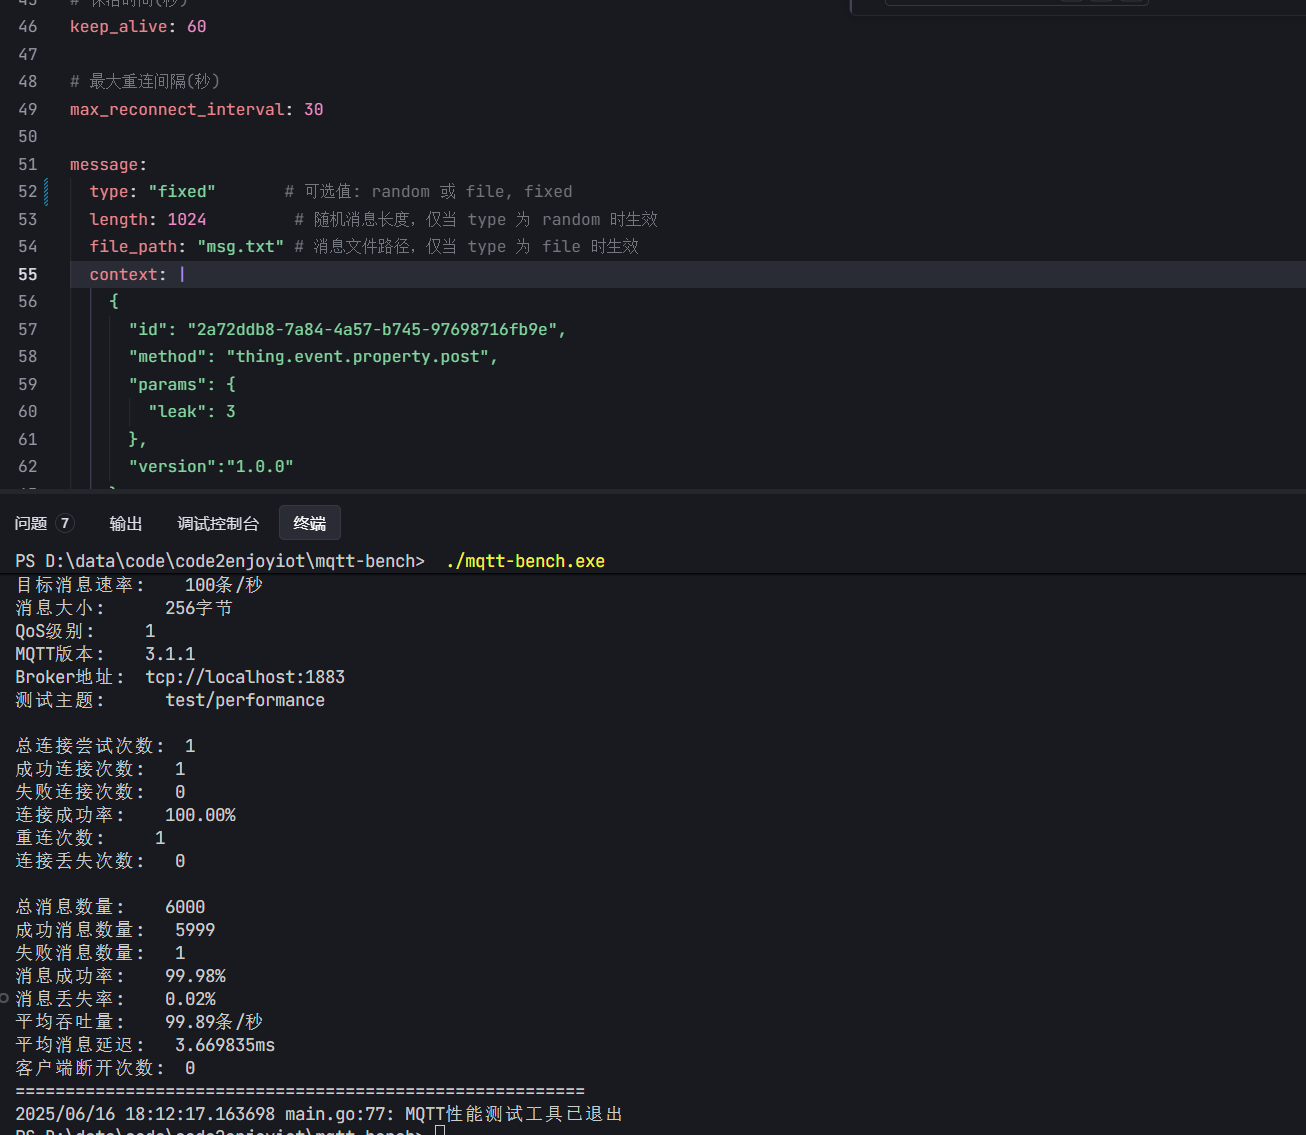 46 keep_alive: 60
47
48 # 最大重连间隔(秒)
49 max_reconnect_interval: 30
50
51 message:
52 type: "fixed" # 可选值: random 或 file, fixed
53 length: 1024 # 随机消息长度，仅当 type 为 random 时生效
54 file_path: "msg.txt" # 消息文件路径，仅当 type 为 file 时生效
55 context: |
56 {
57 "id": "2a72ddb8-7a84-4a57-b745-97698716fb9e",
58 "method": "thing.event.property.post",
59 "params": {
60 "leak": 3
61 },
62 "version":"1.0.0"
问题 7 输出 调试控制台 终端
PS D:\data\code\code2enjoyiot\mqtt-bench> ./mqtt-bench.exe
目标消息速率: 100条/秒
消息大小: 256字节
QoS级别: 1
MQTT版本: 3.1.1
Broker地址: tcp://localhost:1883
测试主题: test/performance
总连接尝试次数: 1
成功连接次数: 1
失败连接次数: 0
连接成功率: 100.00%
重连次数: 1
连接丢失次数: 0
总消息数量: 6000
成功消息数量: 5999
失败消息数量: 1
消息成功率: 99.98%
消息丢失率: 0.02%
平均吞吐量: 99.89条/秒
平均消息延迟: 3.669835ms
客户端断开次数: 0
=========================================================
2025/06/16 18:12:17.163698 main.go:77: MQTT性能测试工具已退出
PS D:\data\code\code2enjoyiot\mqtt-bench>